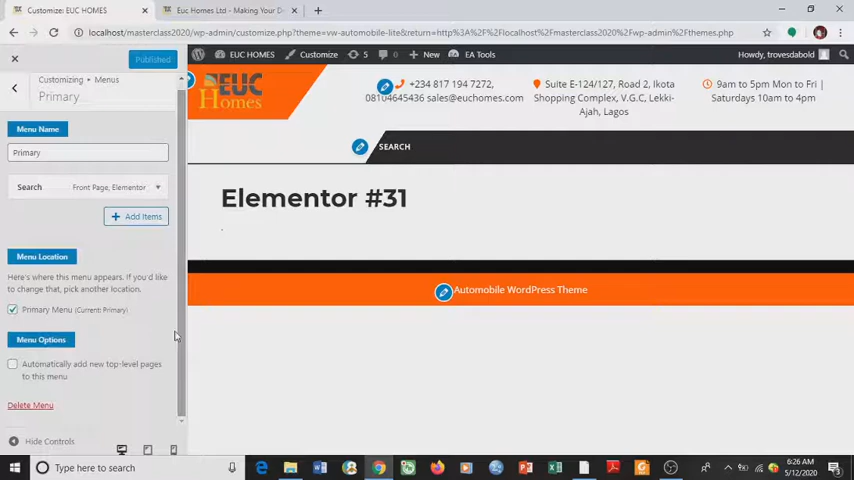 Customize: EUC HOMES
Euc Homes Ltd - Making Your D
localhost/masterclass2020/wp-admin/customize.php?theme=vw-automobile-lite&return=http%3A%2F%2Flocalhost%2Fmasterclass2020%2Fwp-admin%2Fthemes.php
EUC HOMES
Customize
5
0
New
EA Tools
Howdy, trovesdabold
Published
Customizing • Menus
Primary
Menu Name
Primary
Search
Front Page, Elementor
Add Items
Menu Location
Here's where this menu appears. If you'd like
to change that, pick another location.
Primary Menu (Current: Primary)
Menu Options
Automatically add new top-level pages
to this menu
Delete Menu
Hide Controls
EUC
Homes
+234 817 194 7272,
08104645436 sales@euchomes.com
Suite E-124/127, Road 2, Ikota
Shopping Complex, V.G.C, Lekki-
Ajah, Lagos
9am to 5pm Mon to Fri |
Saturdays 10am to 4pm
SEARCH
Elementor #31
.
Automobile WordPress Theme
Type here to search
6:26 AM
5/12/2020